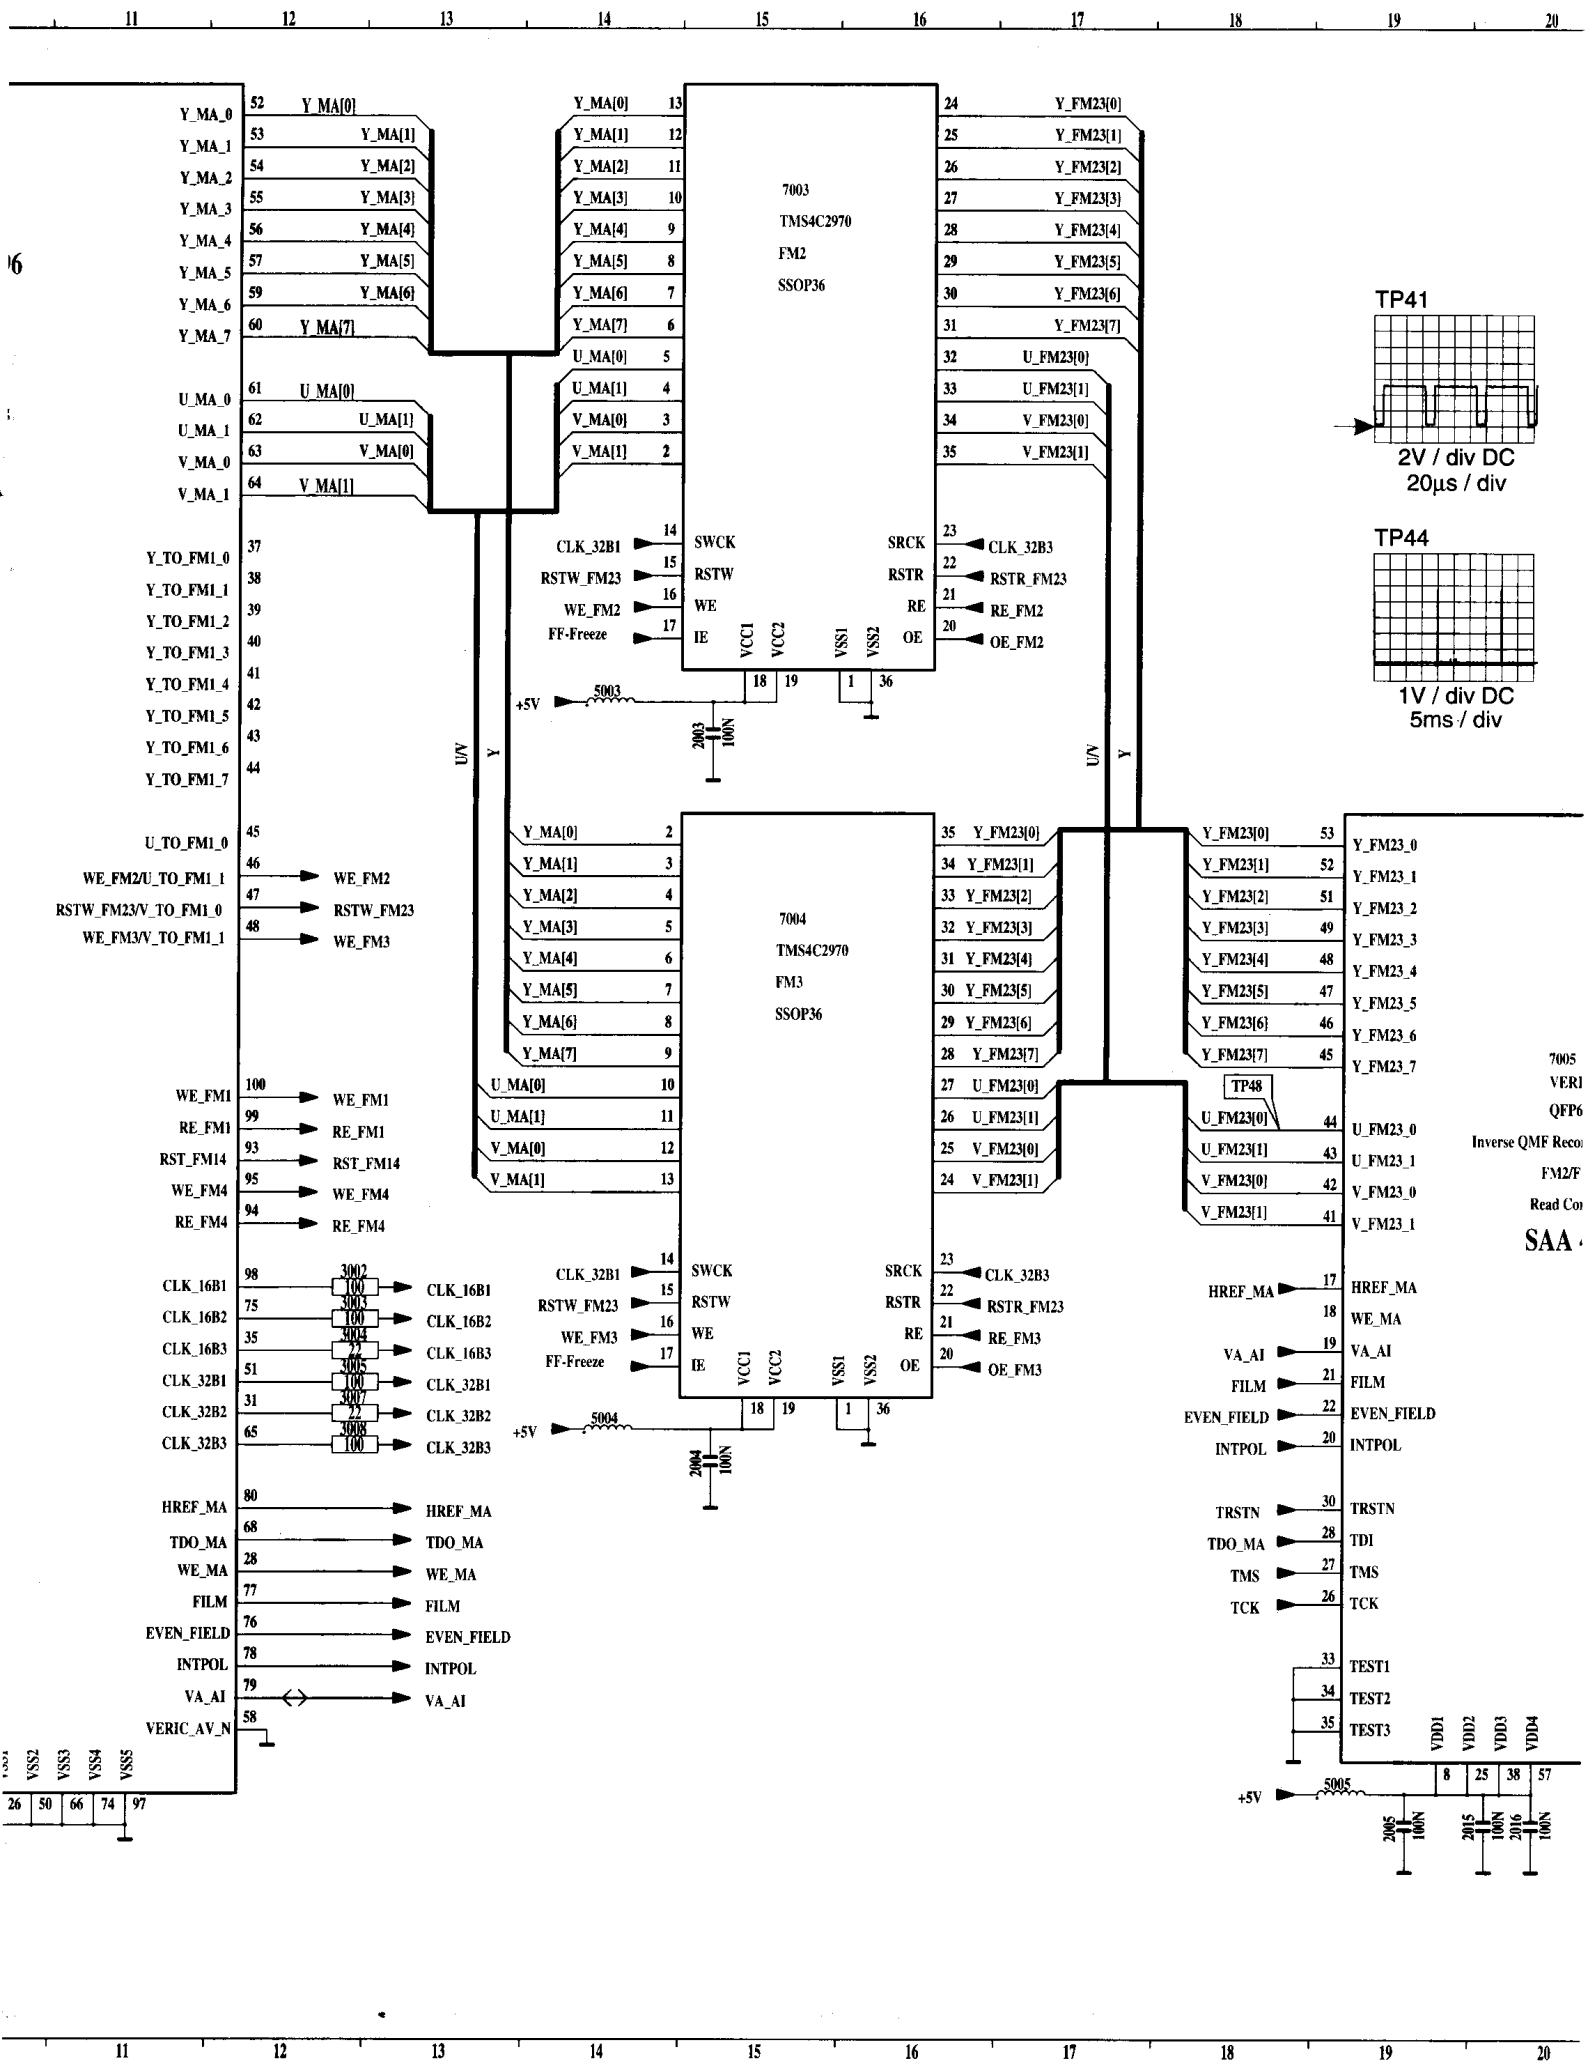 11 12 13 14 15 16 17 18 19 20
Y_MA_0 52 Y_MA[0]
Y_MA_1 53 Y_MA[1]
Y_MA_2 54 Y_MA[2]
Y_MA_3 55 Y_MA[3]
Y_MA_4 56 Y_MA[4]
Y_MA_5 57 Y_MA[5]
Y_MA_6 59 Y_MA[6]
Y_MA_7 60 Y_MA[7]
U_MA_0 61 U_MA[0]
U_MA_1 62 U_MA[1]
V_MA_0 63 V_MA[0]
V_MA_1 64 V_MA[1]
Y_TO_FM1_0 37
Y_TO_FM1_1 38
Y_TO_FM1_2 39
Y_TO_FM1_3 40
Y_TO_FM1_4 41
Y_TO_FM1_5 42
Y_TO_FM1_6 43
Y_TO_FM1_7 44
U_TO_FM1_0 45
WE_FM2/U_TO_FM1_1 46 WE_FM2
RSTW_FM23/V_TO_FM1_0 47 RSTW_FM23
WE_FM3/V_TO_FM1_1 48 WE_FM3
WE_FM1 100 WE_FM1
RE_FM1 99 RE_FM1
RST_FM14 93 RST_FM14
WE_FM4 95 WE_FM4
RE_FM4 94 RE_FM4
CLK_16B1 98 3002 100 CLK_16B1
CLK_16B2 75 3003 100 CLK_16B2
CLK_16B3 35 3004 22 CLK_16B3
CLK_32B1 51 3005 100 CLK_32B1
CLK_32B2 31 3007 22 CLK_32B2
CLK_32B3 65 3008 100 CLK_32B3
HREF_MA 80 HREF_MA
TDO_MA 68 TDO_MA
WE_MA 28 WE_MA
FILM 77 FILM
EVEN_FIELD 76 EVEN_FIELD
INTPOL 78 INTPOL
VA_AI 79 VA_AI
VERIC_AV_N 58
VSS2 VSS3 VSS4 VSS5
26 50 66 74 97
U/V Y
Y_MA[0] 13
Y_MA[1] 12
Y_MA[2] 11
Y_MA[3] 10
Y_MA[4] 9
Y_MA[5] 8
Y_MA[6] 7
Y_MA[7] 6
U_MA[0] 5
U_MA[1] 4
V_MA[0] 3
V_MA[1] 2
7003
TMS4C2970
FM2
SSOP36
24 Y_FM23[0]
25 Y_FM23[1]
26 Y_FM23[2]
27 Y_FM23[3]
28 Y_FM23[4]
29 Y_FM23[5]
30 Y_FM23[6]
31 Y_FM23[7]
32 U_FM23[0]
33 U_FM23[1]
34 V_FM23[0]
35 V_FM23[1]
CLK_32B1 14 SWCK SRCK 23 CLK_32B3
RSTW_FM23 15 RSTW RSTR 22 RSTR_FM23
WE_FM2 16 WE RE 21 RE_FM2
FF-Freeze 17 IE VCC1 VCC2 VSS1 VSS2 OE 20 OE_FM2
18 19 1 36
+5V 5003
2003 100N
U/V Y
Y_MA[0] 2
Y_MA[1] 3
Y_MA[2] 4
Y_MA[3] 5
Y_MA[4] 6
Y_MA[5] 7
Y_MA[6] 8
Y_MA[7] 9
U_MA[0] 10
U_MA[1] 11
V_MA[0] 12
V_MA[1] 13
7004
TMS4C2970
FM3
SSOP36
35 Y_FM23[0]
34 Y_FM23[1]
33 Y_FM23[2]
32 Y_FM23[3]
31 Y_FM23[4]
30 Y_FM23[5]
29 Y_FM23[6]
28 Y_FM23[7]
27 U_FM23[0]
26 U_FM23[1]
25 V_FM23[0]
24 V_FM23[1]
CLK_32B1 14 SWCK SRCK 23 CLK_32B3
RSTW_FM23 15 RSTW RSTR 22 RSTR_FM23
WE_FM3 16 WE RE 21 RE_FM3
FF-Freeze 17 IE VCC1 VCC2 VSS1 VSS2 OE 20 OE_FM3
18 19 1 36
+5V 5004
2004 100N
TP41
2V / div DC
20µs / div
TP44
1V / div DC
5ms / div
Y_FM23[0] 53 Y_FM23_0
Y_FM23[1] 52 Y_FM23_1
Y_FM23[2] 51 Y_FM23_2
Y_FM23[3] 49 Y_FM23_3
Y_FM23[4] 48 Y_FM23_4
Y_FM23[5] 47 Y_FM23_5
Y_FM23[6] 46 Y_FM23_6
Y_FM23[7] 45 Y_FM23_7
TP48
U_FM23[0] 44 U_FM23_0
U_FM23[1] 43 U_FM23_1
V_FM23[0] 42 V_FM23_0
V_FM23[1] 41 V_FM23_1
7005
VERI
QFP6
Inverse QMF Reco
FM2/F
Read Co
SAA
HREF_MA 17 HREF_MA
18 WE_MA
VA_AI 19 VA_AI
FILM 21 FILM
EVEN_FIELD 22 EVEN_FIELD
INTPOL 20 INTPOL
TRSTN 30 TRSTN
TDO_MA 28 TDI
TMS 27 TMS
TCK 26 TCK
33 TEST1
34 TEST2
35 TEST3
VDD1 VDD2 VDD3 VDD4
8 25 38 57
+5V 5005
2005 100N 2015 100N 2016 100N
11 12 13 14 15 16 17 18 19 20